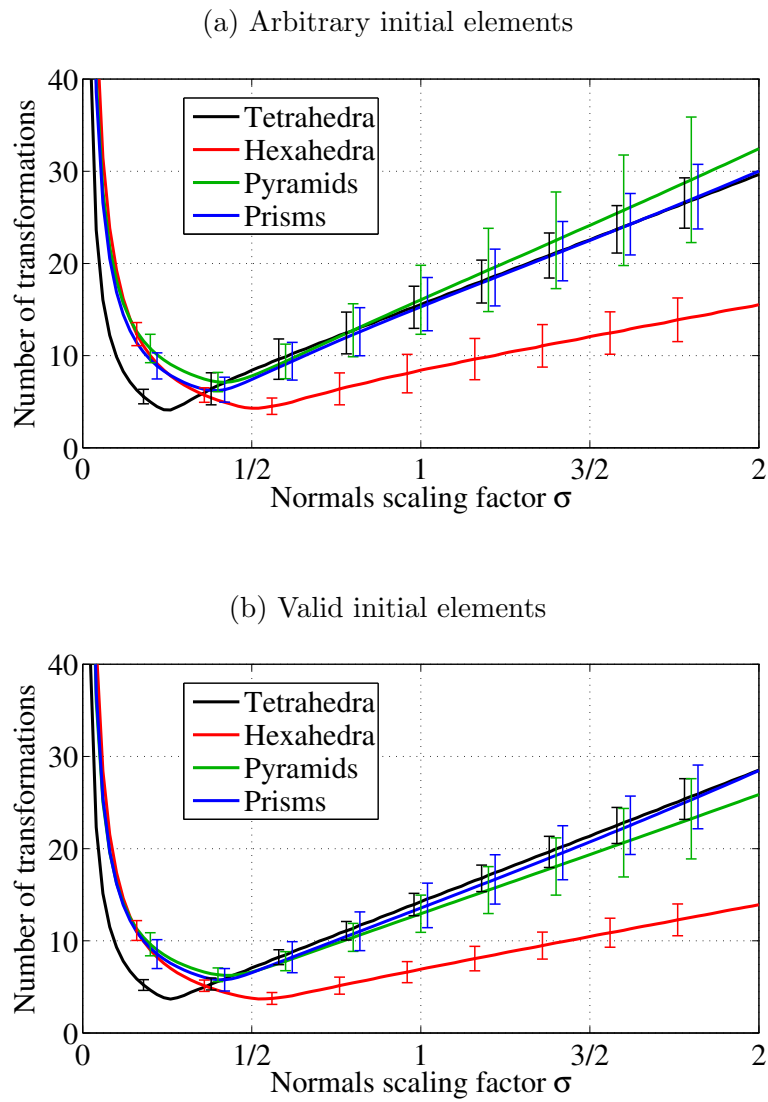 (a) Arbitrary initial elements
40
30
20
10
0
Number of transformations
Tetrahedra
Hexahedra
Pyramids
Prisms
0 1/2 1 3/2 2
Normals scaling factor σ
(b) Valid initial elements
40
30
20
10
0
Number of transformations
Tetrahedra
Hexahedra
Pyramids
Prisms
0 1/2 1 3/2 2
Normals scaling factor σ